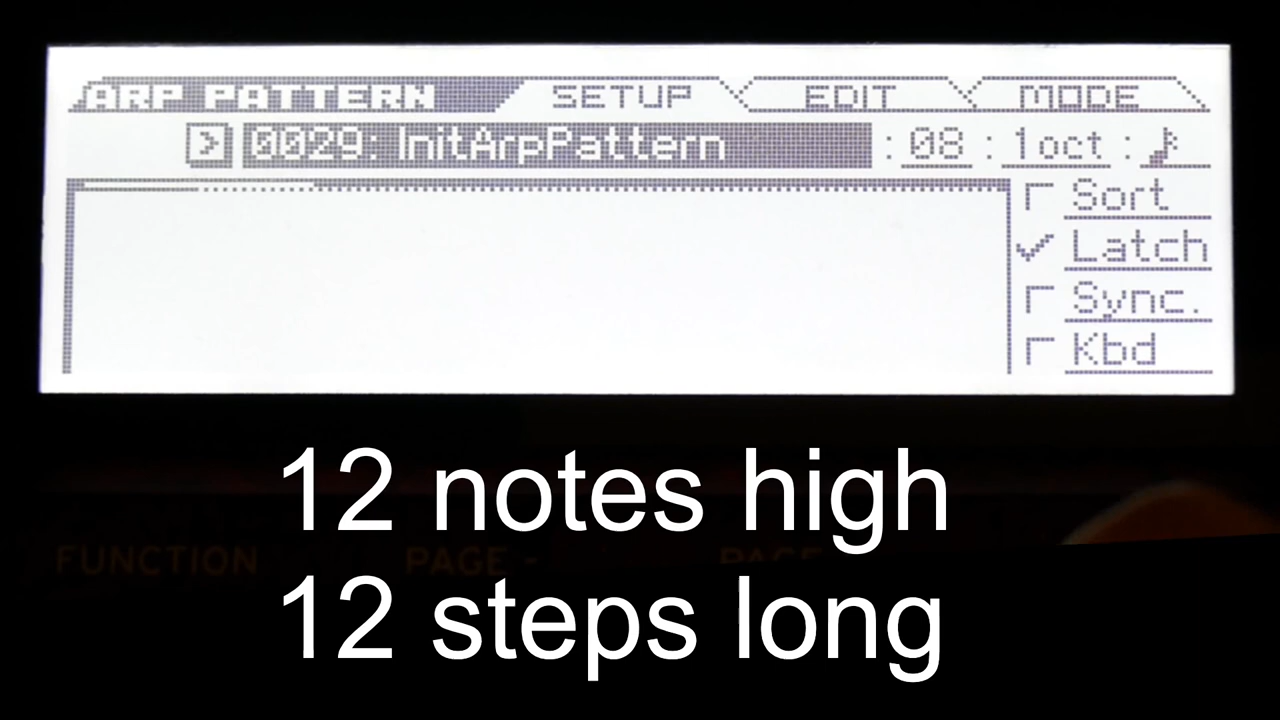 ARP PATTERN SETUP EDIT MODE
> 0029: InitArpPattern : 08 : 1oct :
Sort
Latch
Sync.
Kbd
12 notes high
FUNCTION PAGE - PAGE
12 steps long